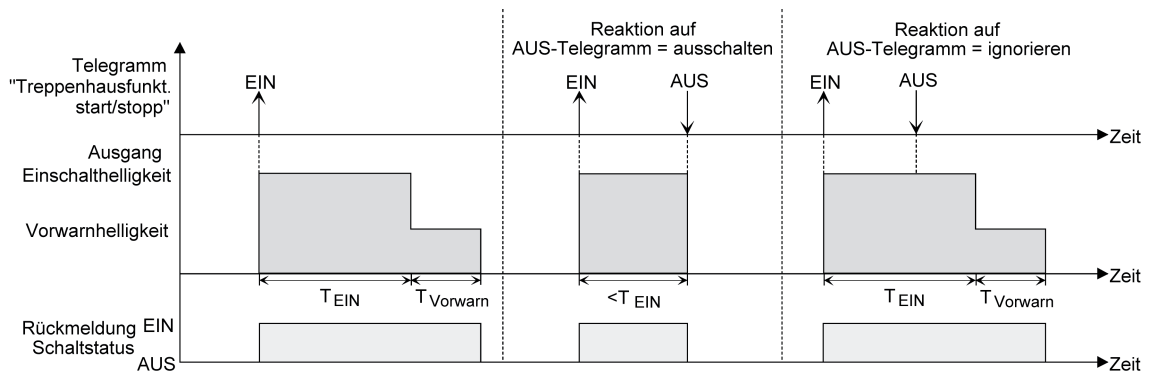 Reaktion auf
AUS-Telegramm = ausschalten
Reaktion auf
AUS-Telegramm = ignorieren
Telegramm
"Treppenhausfunkt.
start/stopp"
EIN
EIN
AUS
EIN
AUS
Zeit
Ausgang
Einschalthelligkeit
Vorwarnhelligkeit
Zeit
T EIN
T Vorwarn
<T EIN
T EIN
T Vorwarn
Rückmeldung
Schaltstatus
EIN
AUS
Zeit